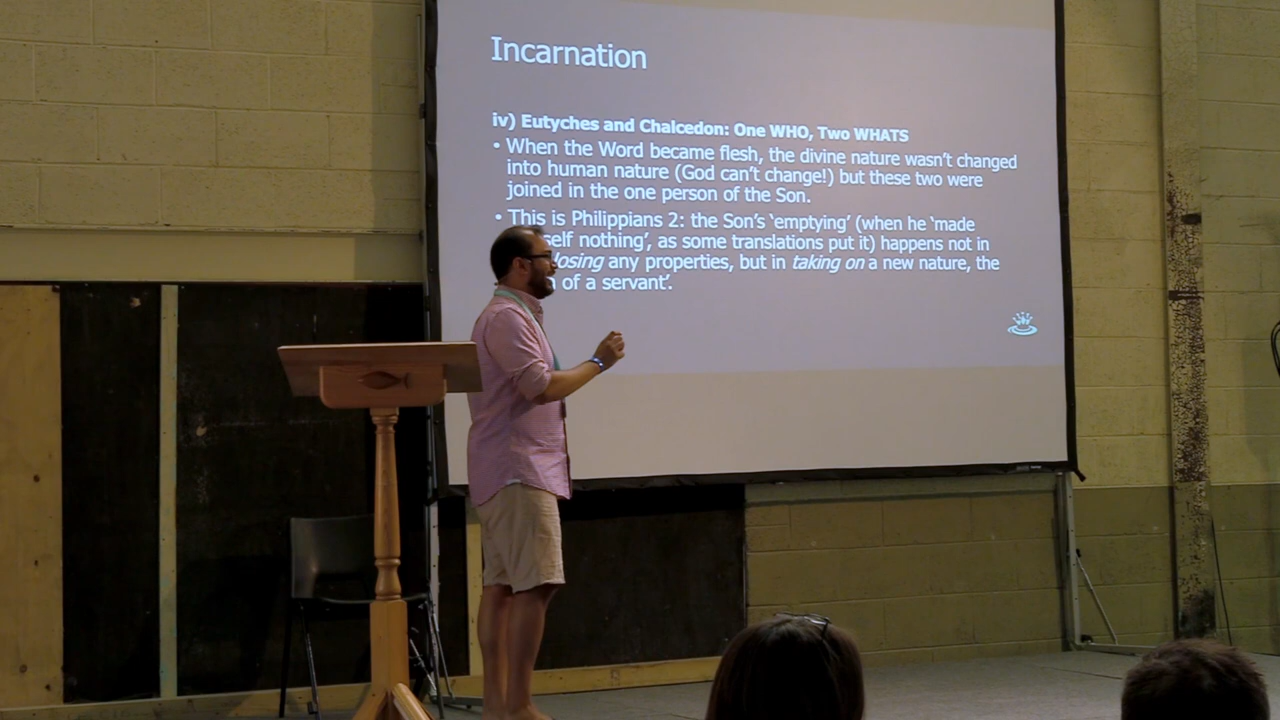 Incarnation
iv) Eutyches and Chalcedon: One WHO, Two WHATS
• When the Word became flesh, the divine nature wasn't changed
into human nature (God can't change!) but these two were
joined in the one person of the Son.
• This is Philippians 2: the Son's 'emptying' (when he 'made
self nothing', as some translations put it) happens not in
losing any properties, but in taking on a new nature, the
of a servant'.